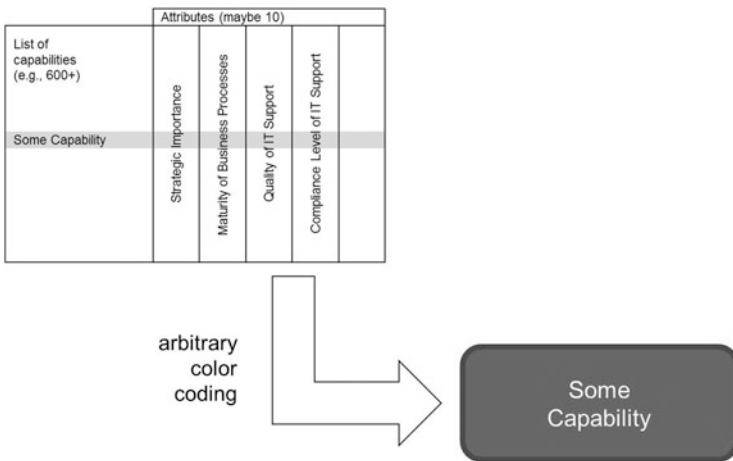 Attributes (maybe 10)
List of
capabilities
(e.g., 600+)
Some Capability
Strategic Importance
Maturity of Business Processes
Quality of IT Support
Compliance Level of IT Support
arbitrary
color
coding
Some
Capability